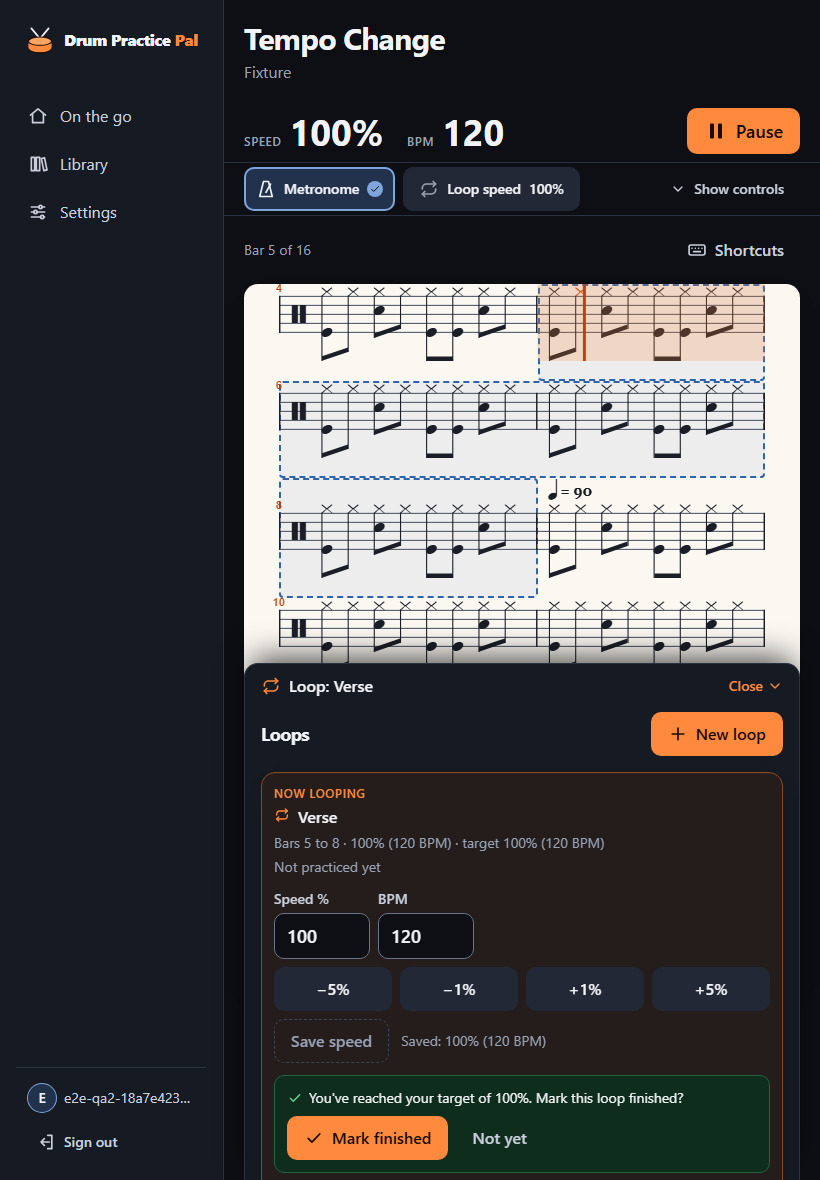 Drum Practice Pal
On the go
Library
Settings
e2e-qa2-18a7e423...
E
Sign out
Tempo Change
Fixture
SPEED 100% BPM 120
Pause
Metronome
Loop speed 100%
Show controls
Bar 5 of 16
Shortcuts
4
6
8
= 90
10
Loop: Verse
Close
Loops
New loop
NOW LOOPING
Verse
Bars 5 to 8 · 100% (120 BPM) · target 100% (120 BPM)
Not practiced yet
Speed % BPM
100 120
−5% −1% +1% +5%
Save speed
Saved: 100% (120 BPM)
You've reached your target of 100%. Mark this loop finished?
Mark finished
Not yet